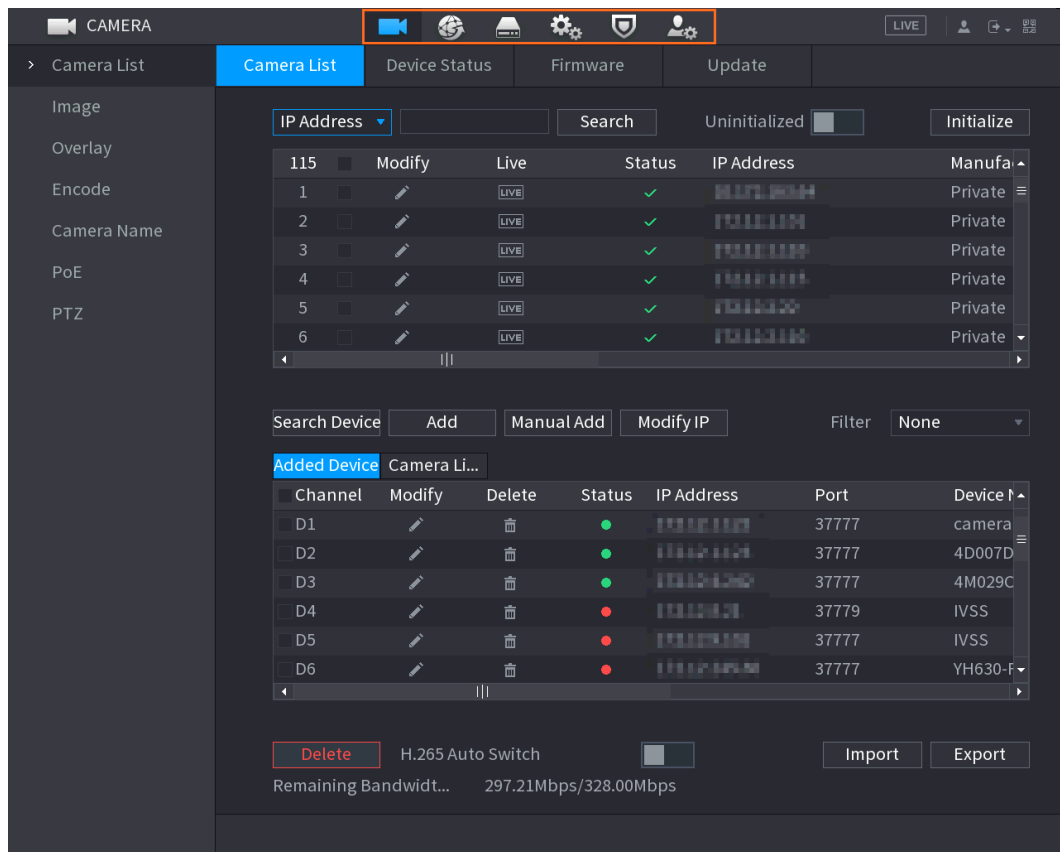 CAMERA LIVE
Camera List Camera List Device Status Firmware Update
Image
IP Address Search Uninitialized Initialize
Overlay
115 Modify Live Status IP Address Manufa
Encode
1 LIVE Private
2 LIVE Private
Camera Name
3 LIVE Private
PoE
4 LIVE Private
5 LIVE Private
PTZ
6 LIVE Private
Search Device Add Manual Add Modify IP Filter None
Added Device Camera Li...
Channel Modify Delete Status IP Address Port Device N
D1 37777 camera
D2 37777 4D007D
D3 37777 4M029C
D4 37779 IVSS
D5 37777 IVSS
D6 37777 YH630-F
Delete H.265 Auto Switch Import Export
Remaining Bandwidt... 297.21Mbps/328.00Mbps